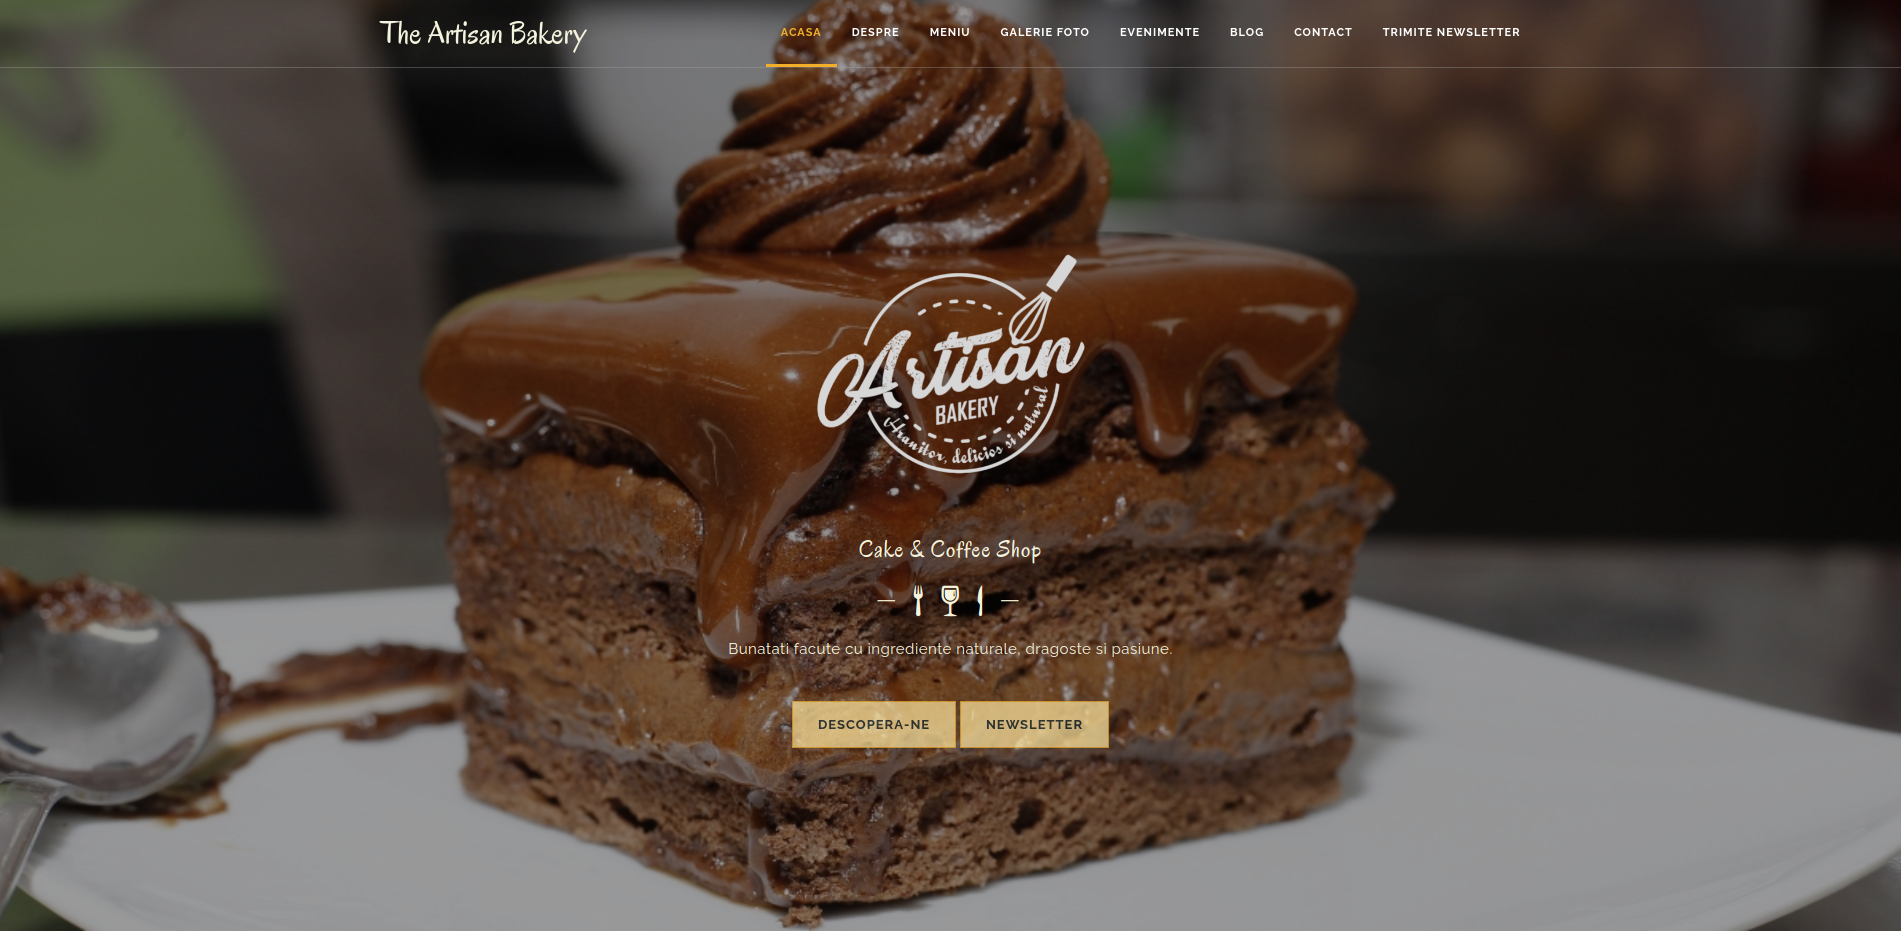 The Artisan Bakery
ACASA DESPRE MENIU GALERIE FOTO EVENIMENTE BLOG CONTACT TRIMITE NEWSLETTER
Artisan
BAKERY
Hranitor, delicios si natural
Cake & Coffee Shop
Bunatati facute cu ingrediente naturale, dragoste si pasiune.
DESCOPERA-NE NEWSLETTER